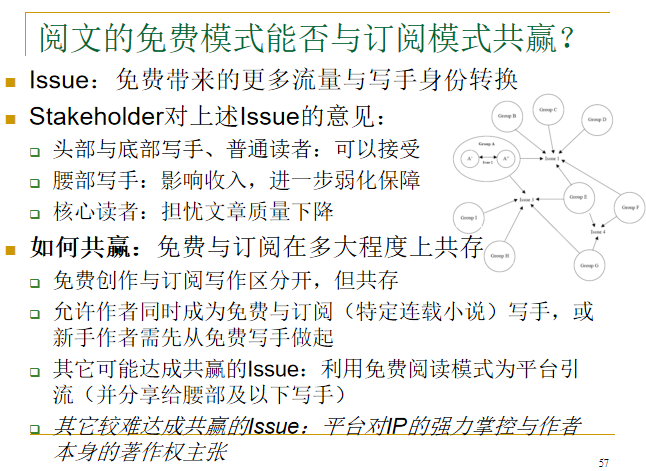 阅文的免费模式能否与订阅模式共赢？
Issue：免费带来的更多流量与写手身份转换
Stakeholder对上述Issue的意见：
头部与底部写手、普通读者：可以接受
腰部写手：影响收入，进一步弱化保障
核心读者：担忧文章质量下降
如何共赢：免费与订阅在多大程度上共存
免费创作与订阅写作区分开，但共存
允许作者同时成为免费与订阅（特定连载小说）写手，或
新手作者需先从免费写手做起
其它可能达成共赢的Issue：利用免费阅读模式为平台引
流（并分享给腰部及以下写手）
其它较难达成共赢的Issue：平台对IP的强力掌控与作者
本身的著作权主张
Group B
Group C
Group D
Group A
A'
A"
Issue 2
Issue 1
Group E
Group F
Group I
Issue 3
Issue 4
Group H
Group G
57